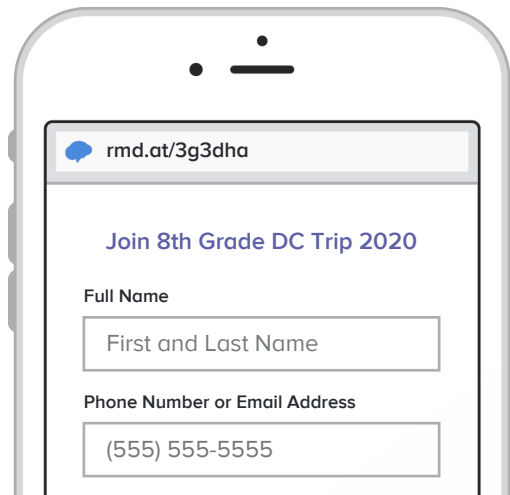 rmd.at/3g3dha
Join 8th Grade DC Trip 2020
Full Name
First and Last Name
Phone Number or Email Address
(555) 555-5555